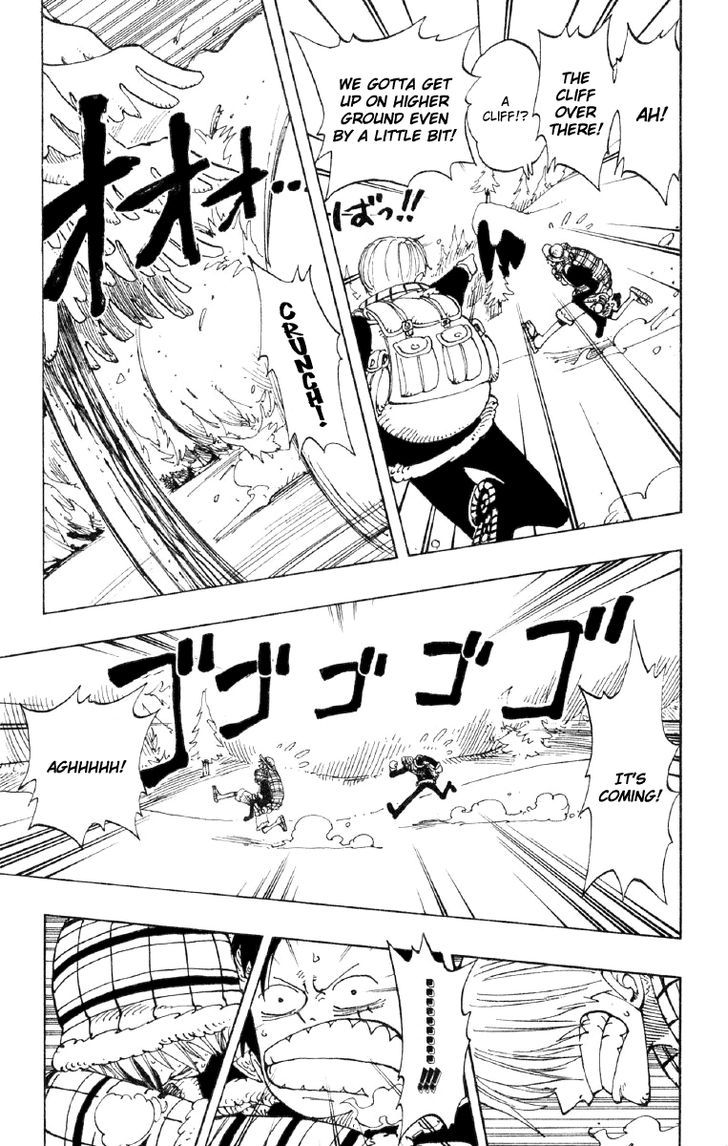 AH!
THE
CLIFF
OVER
THERE!
A
CLIFF!?
WE GOTTA GET
UP ON HIGHER
GROUND EVEN
BY A LITTLE BIT!
ばっ!!
オオオ…
CRUNCH!
ゴゴゴゴゴ
IT'S
COMING!
AGHHHHH!
!!!